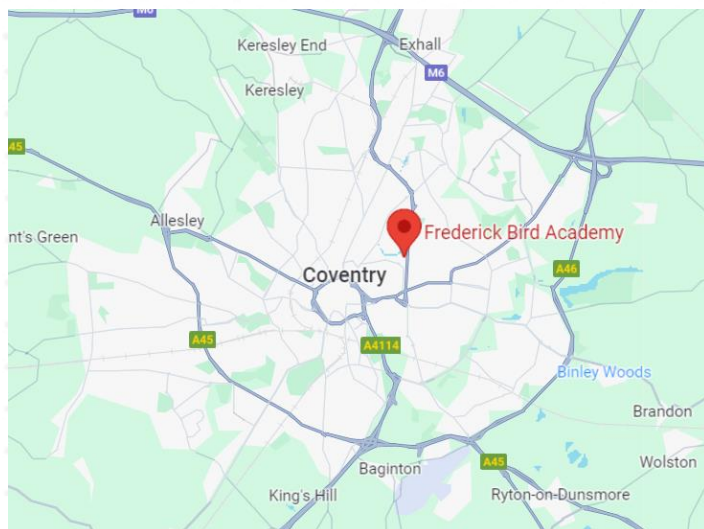 M6
Keresley End
Exhall
M6
Keresley
45
Allesley
nt's Green
Frederick Bird Academy
Coventry
A46
A45
A4114
Binley Woods
Brandon
A45
Wolston
Baginton
King's Hill
Ryton-on-Dunsmore